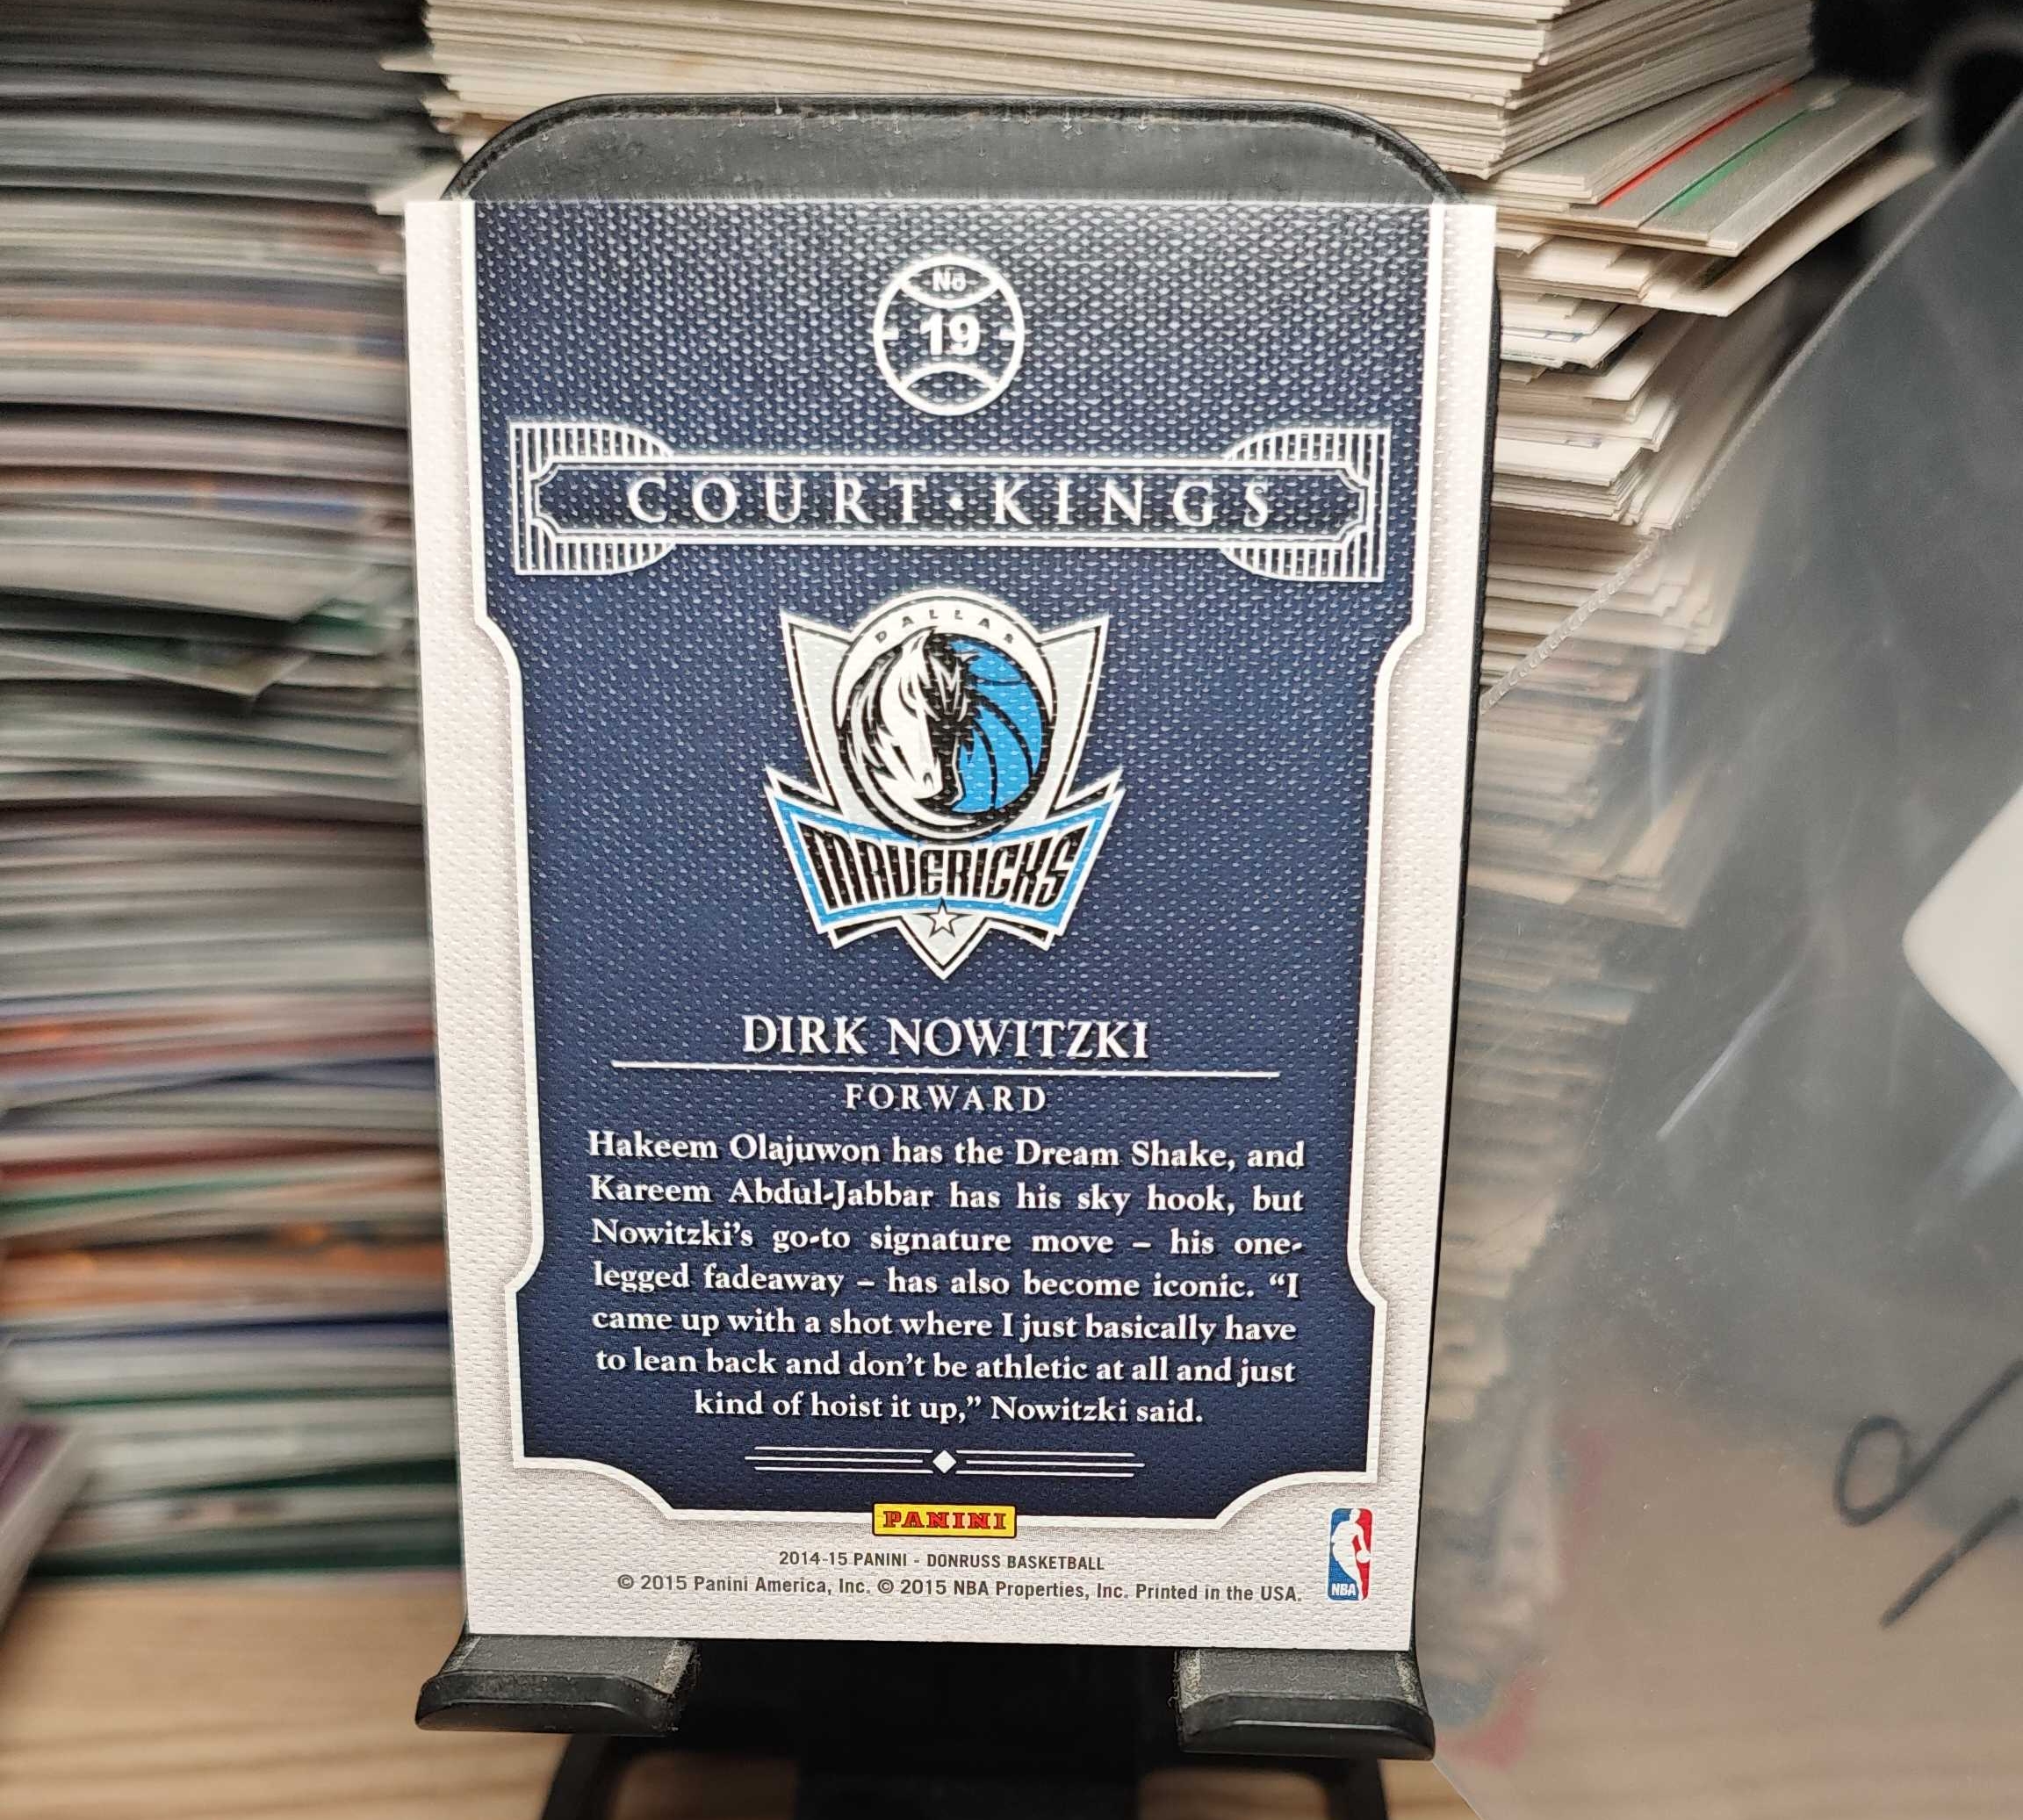 No
19
COURT • KINGS
DALLAS
MAVERICKS
DIRK NOWITZKI
FORWARD
Hakeem Olajuwon has the Dream Shake, and
Kareem Abdul-Jabbar has his sky hook, but
Nowitzki’s go-to signature move – his one-
legged fadeaway – has also become iconic. “I
came up with a shot where I just basically have
to lean back and don’t be athletic at all and just
kind of hoist it up,” Nowitzki said.
PANINI
2014-15 PANINI - DONRUSS BASKETBALL
© 2015 Panini America, Inc. © 2015 NBA Properties, Inc. Printed in the USA.
NBA